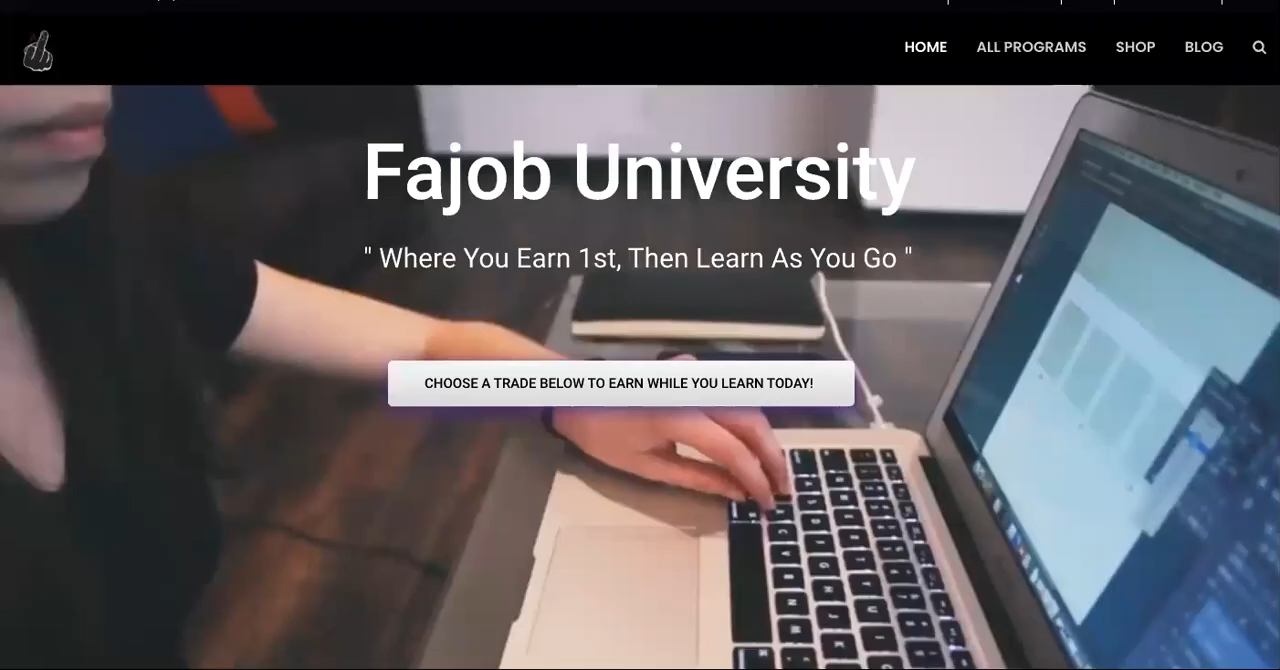 HOME ALL PROGRAMS SHOP BLOG
Fajob University
" Where You Earn 1st, Then Learn As You Go "
CHOOSE A TRADE BELOW TO EARN WHILE YOU LEARN TODAY!